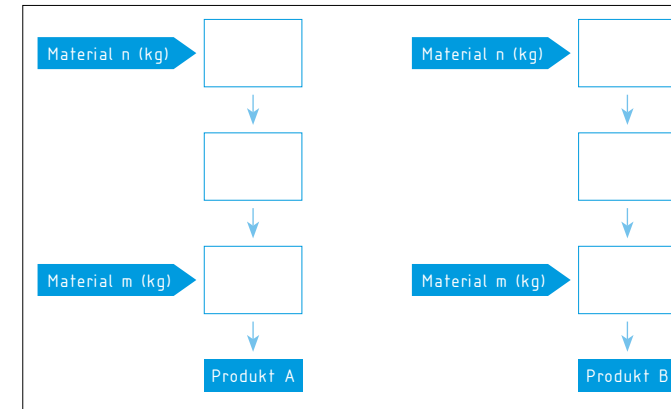 Material n (kg)
Material n (kg)
Material m (kg)
Material m (kg)
Produkt A
Produkt B